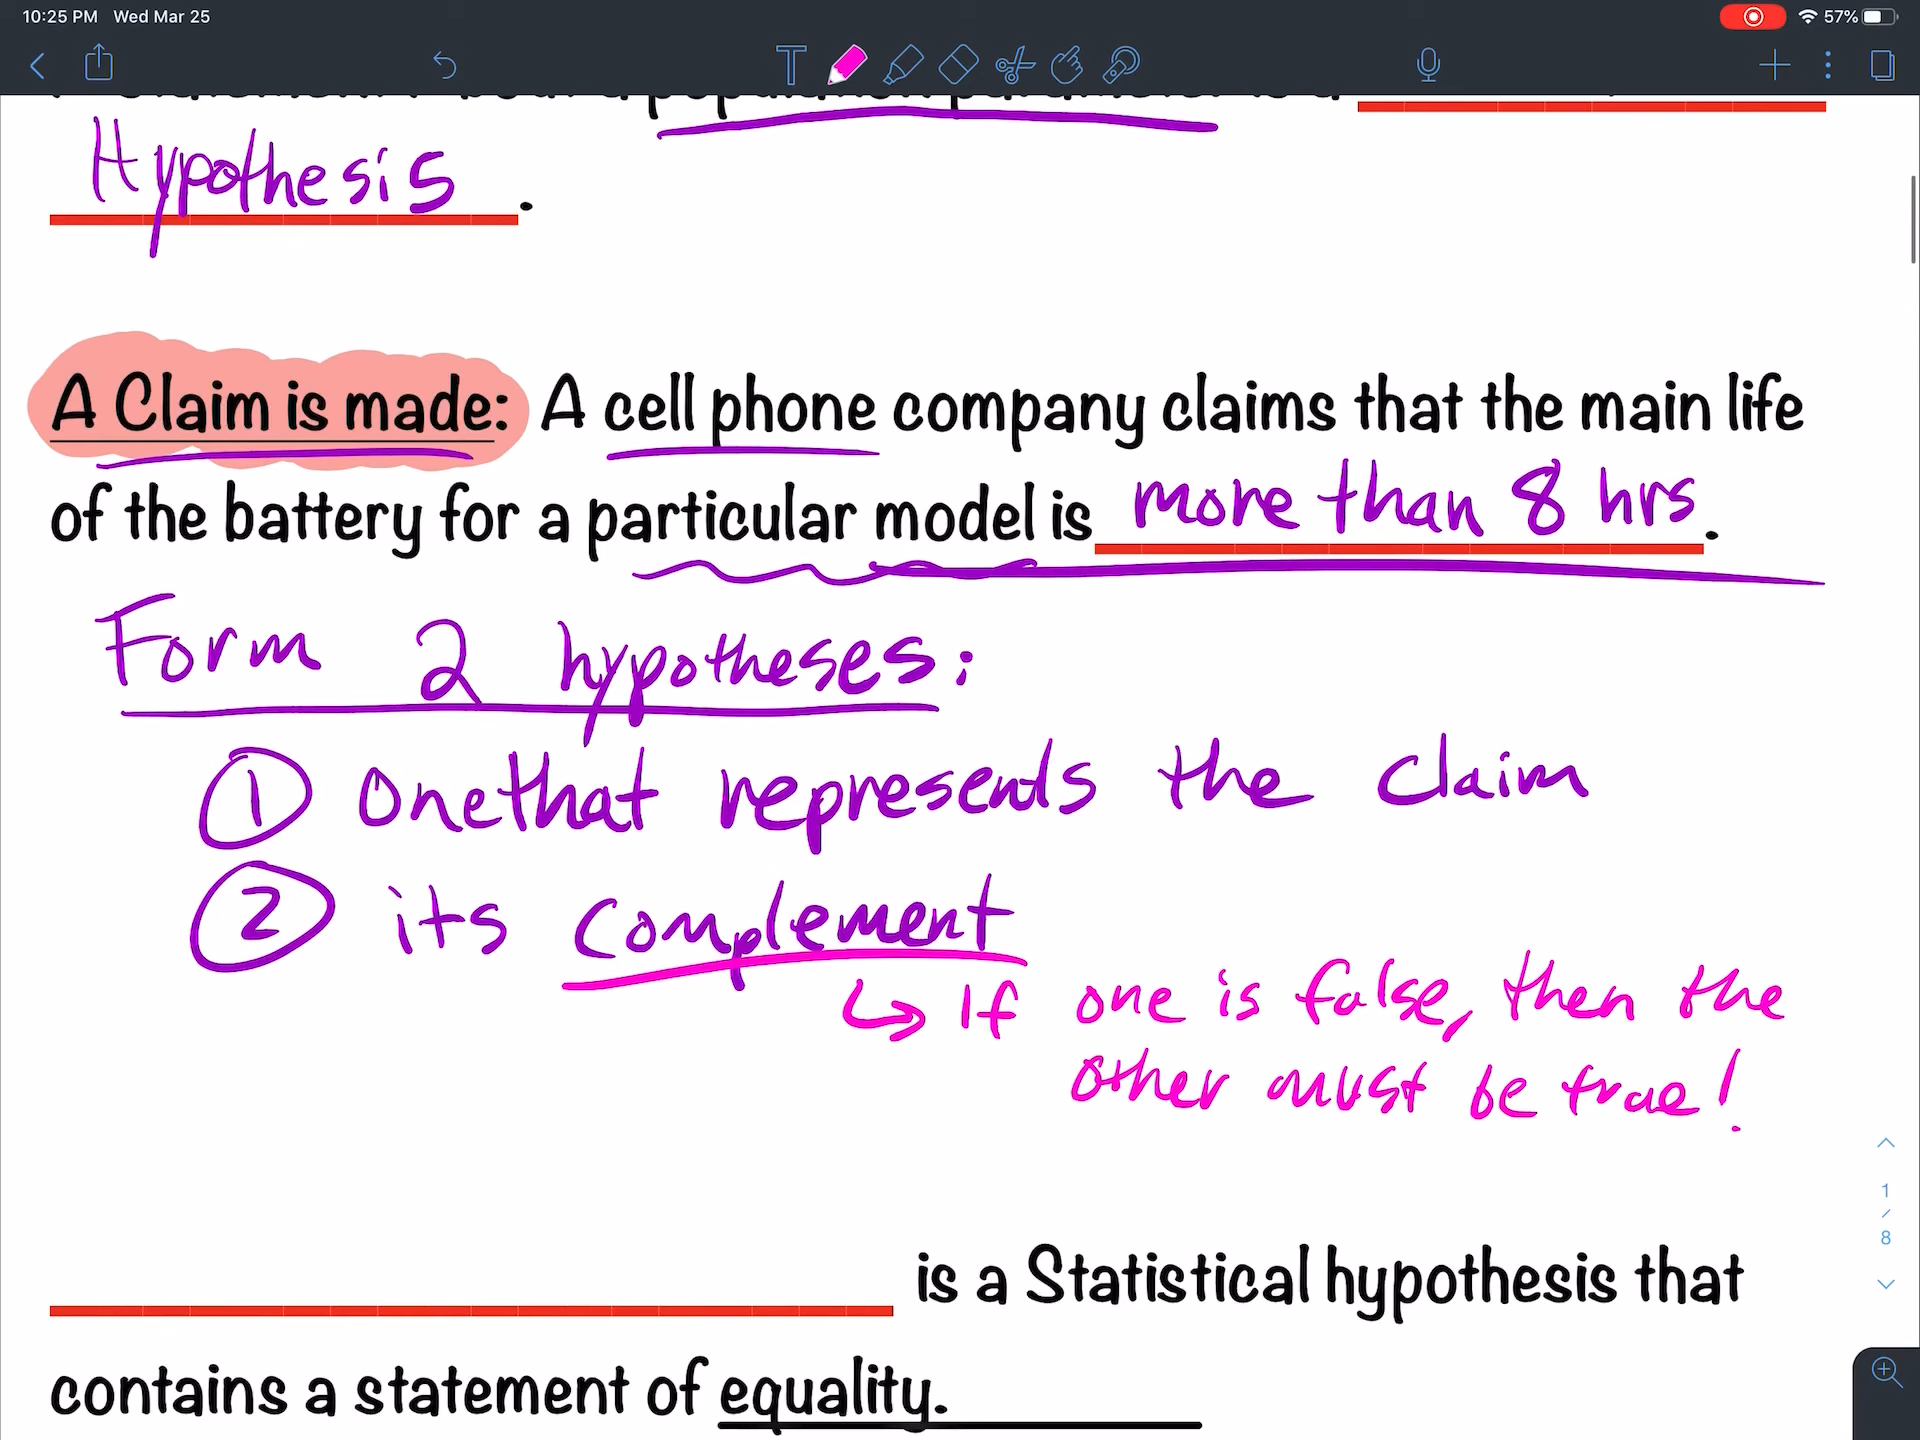 10:25 PM Wed Mar 25
57%
Hypothesis.
A Claim is made: A cell phone company claims that the main life
of the battery for a particular model is more than 8 hrs.
Form 2 hypotheses:
1 One that represents the claim
2 its complement
↳ If one is false, then the
other must be true!
is a Statistical hypothesis that
contains a statement of equality.
1
/
8